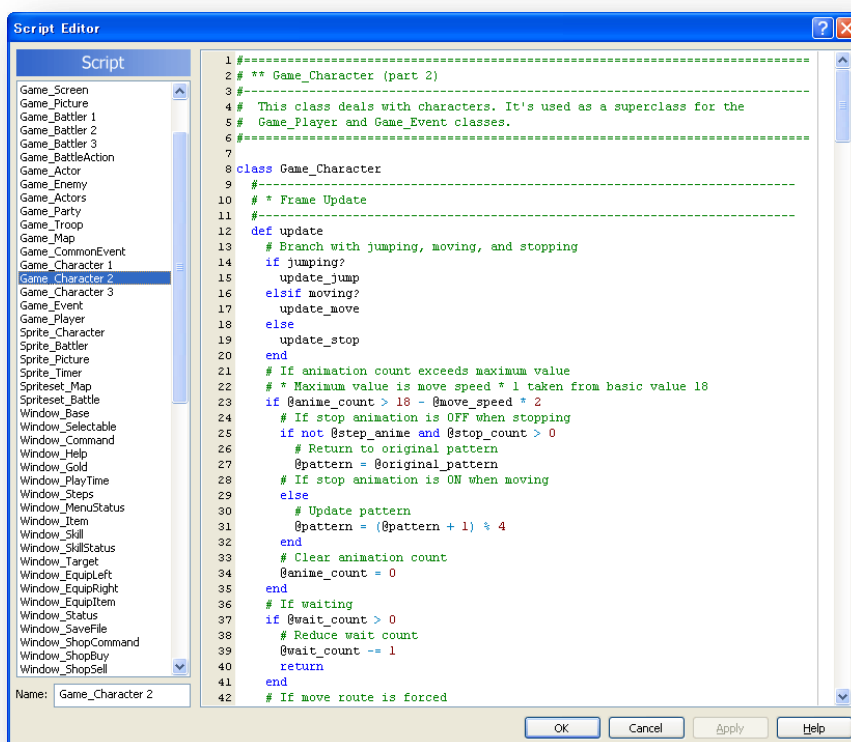 Script Editor
Script
Game_Screen
Game_Picture
Game_Battler 1
Game_Battler 2
Game_Battler 3
Game_BattleAction
Game_Actor
Game_Enemy
Game_Actors
Game_Party
Game_Troop
Game_Map
Game_CommonEvent
Game_Character 1
Game_Character 2
Game_Character 3
Game_Event
Game_Player
Sprite_Character
Sprite_Battler
Sprite_Picture
Sprite_Timer
Spriteset_Map
Spriteset_Battle
Window_Base
Window_Selectable
Window_Command
Window_Help
Window_Gold
Window_PlayTime
Window_Steps
Window_MenuStatus
Window_Item
Window_Skill
Window_SkillStatus
Window_Target
Window_EquipLeft
Window_EquipRight
Window_EquipItem
Window_Status
Window_SaveFile
Window_ShopCommand
Window_ShopBuy
Window_ShopSell
Name: Game_Character 2
1 #==============================================================================
2 # ** Game_Character (part 2)
3 #------------------------------------------------------------------------------
4 #  This class deals with characters. It's used as a superclass for the
5 #  Game_Player and Game_Event classes.
6 #==============================================================================
7
8 class Game_Character
9   #--------------------------------------------------------------------------
10   # * Frame Update
11   #--------------------------------------------------------------------------
12   def update
13     # Branch with jumping, moving, and stopping
14     if jumping?
15       update_jump
16     elsif moving?
17       update_move
18     else
19       update_stop
20     end
21     # If animation count exceeds maximum value
22     # * Maximum value is move speed * 1 taken from basic value 18
23     if @anime_count > 18 - @move_speed * 2
24       # If stop animation is OFF when stopping
25       if not @step_anime and @stop_count > 0
26         # Return to original pattern
27         @pattern = @original_pattern
28       # If stop animation is ON when moving
29       else
30         # Update pattern
31         @pattern = (@pattern + 1) % 4
32       end
33       # Clear animation count
34       @anime_count = 0
35     end
36     # If waiting
37     if @wait_count > 0
38       # Reduce wait count
39       @wait_count -= 1
40       return
41     end
42     # If move route is forced
OK
Cancel
Apply
Help